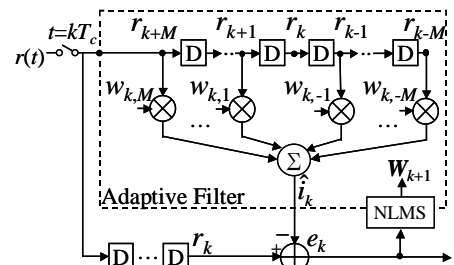 t=kT_c
r_{k+M} r_{k+1} r_k r_{k-1} r_{k-M}
r(t) D ... D D ... D
w_{k,M} w_{k,1} w_{k,-1} w_{k,-M}
... ...
Σ
Adaptive Filter
î_k
W_{k+1}
NLMS
D ... D r_k + − e_k